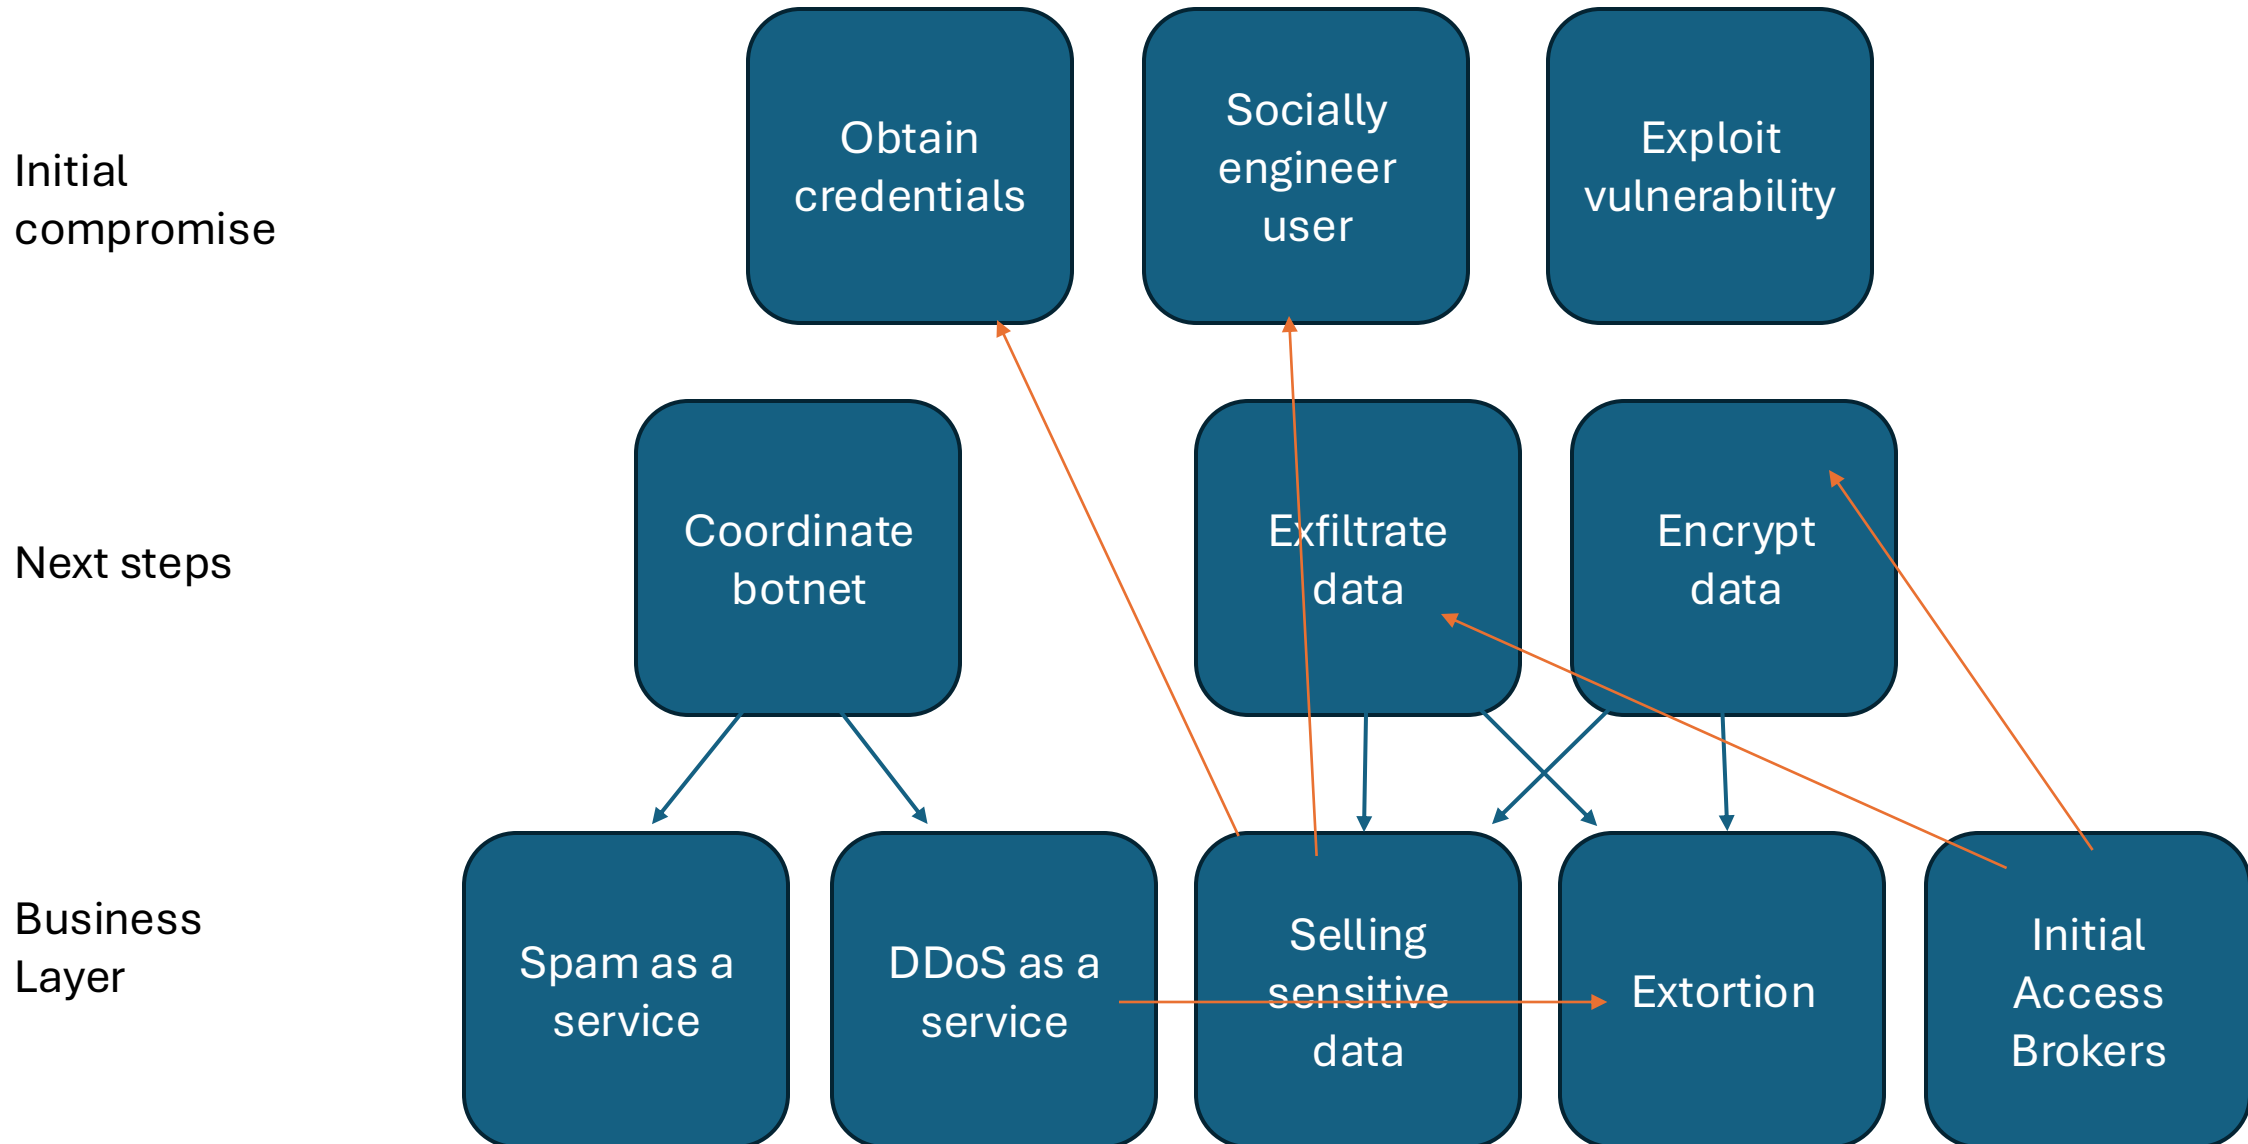 Initial
compromise
Obtain
credentials
Socially
engineer
user
Exploit
vulnerability
Next steps
Coordinate
botnet
Exfiltrate
data
Encrypt
data
Business
Layer
Spam as a
service
DDoS as a
service
Selling
sensitive
data
Extortion
Initial
Access
Brokers